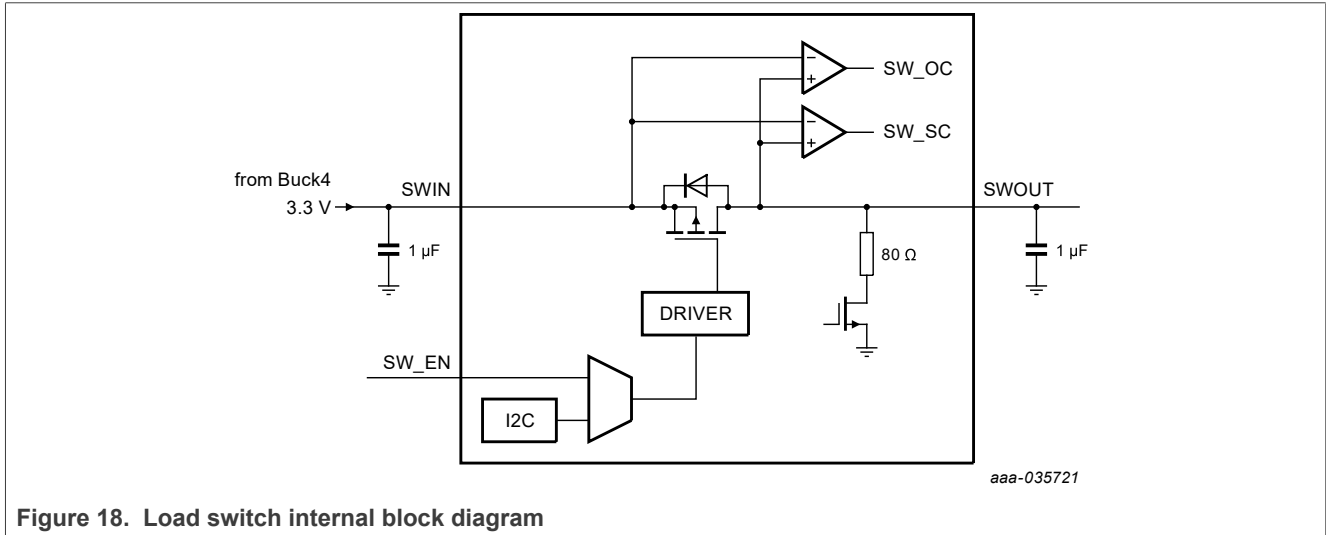 SW_OC
SW_SC
from Buck4
3.3 V
SWIN
SWOUT
1 µF
80 Ω
1 µF
DRIVER
SW_EN
I2C
aaa-035721
Figure 18. Load switch internal block diagram